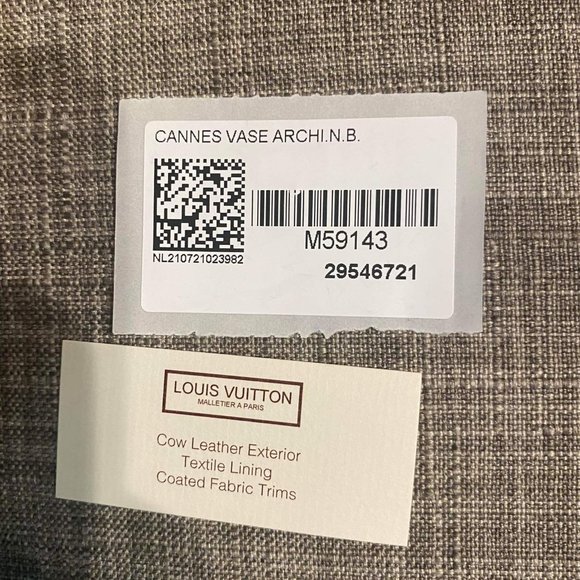 CANNES VASE ARCHI.N.B.
NL210721023982
M59143
29546721
LOUIS VUITTON
MALLETIER A PARIS
Cow Leather Exterior
Textile Lining
Coated Fabric Trims